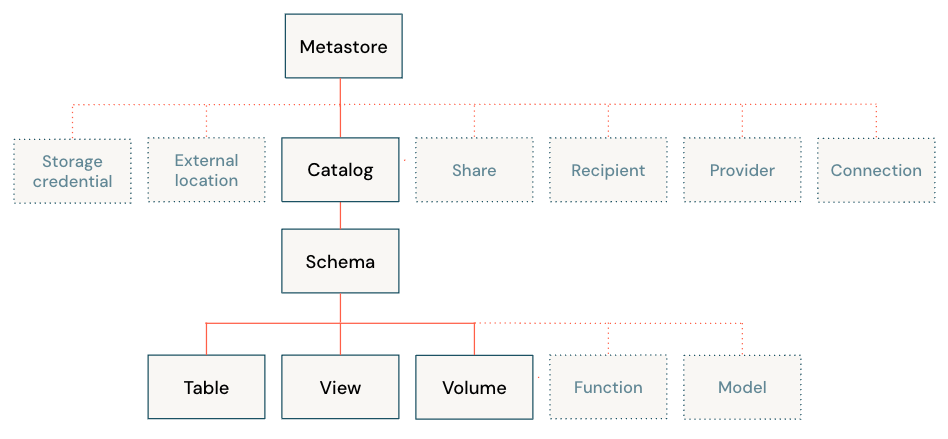 Metastore
Storage
credential
External
location
Catalog
Share
Recipient
Provider
Connection
Schema
Table
View
Volume
Function
Model